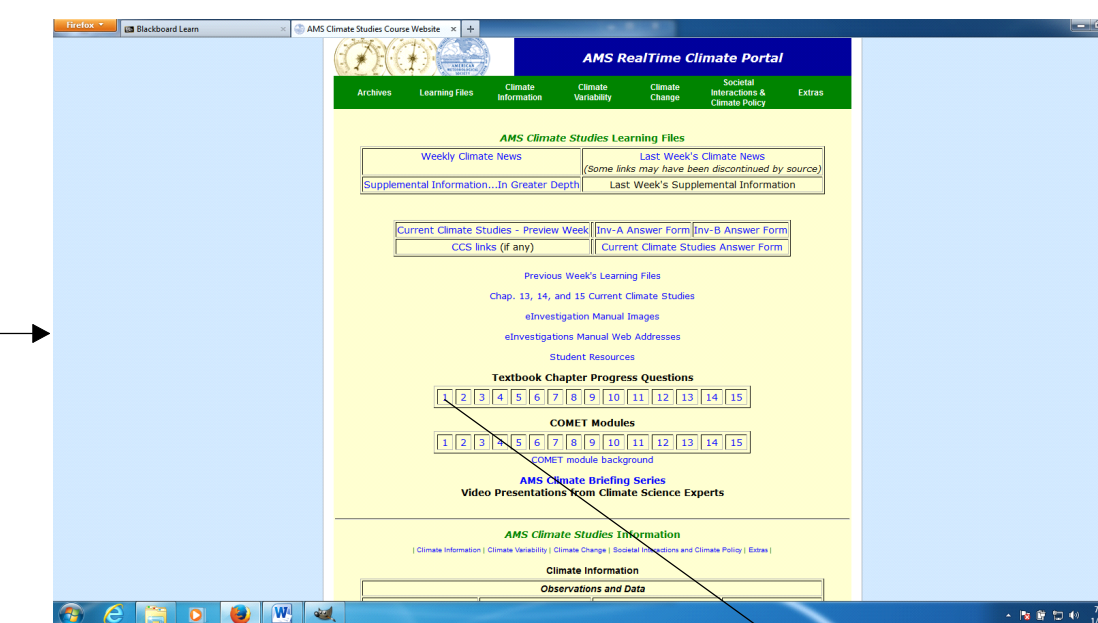 Firefox
Blackboard Learn × AMS Climate Studies Course Website × +
AMERICAN
METEOROLOGICAL
SOCIETY
AMS RealTime Climate Portal
Archives Learning Files Climate Information Climate Variability Climate Change Societal Interactions & Climate Policy Extras
AMS Climate Studies Learning Files
Weekly Climate News Last Week's Climate News
(Some links may have been discontinued by source)
Supplemental Information...In Greater Depth Last Week's Supplemental Information
Current Climate Studies - Preview Week Inv-A Answer Form Inv-B Answer Form
CCS links (if any) Current Climate Studies Answer Form
Previous Week's Learning Files
Chap. 13, 14, and 15 Current Climate Studies
eInvestigation Manual Images
eInvestigations Manual Web Addresses
Student Resources
Textbook Chapter Progress Questions
1 2 3 4 5 6 7 8 9 10 11 12 13 14 15
COMET Modules
1 2 3 4 5 6 7 8 9 10 11 12 13 14 15
COMET module background
AMS Climate Briefing Series
Video Presentations from Climate Science Experts
AMS Climate Studies Information
| Climate Information | Climate Variability | Climate Change | Societal Interactions and Climate Policy | Extras |
Climate Information
Observations and Data